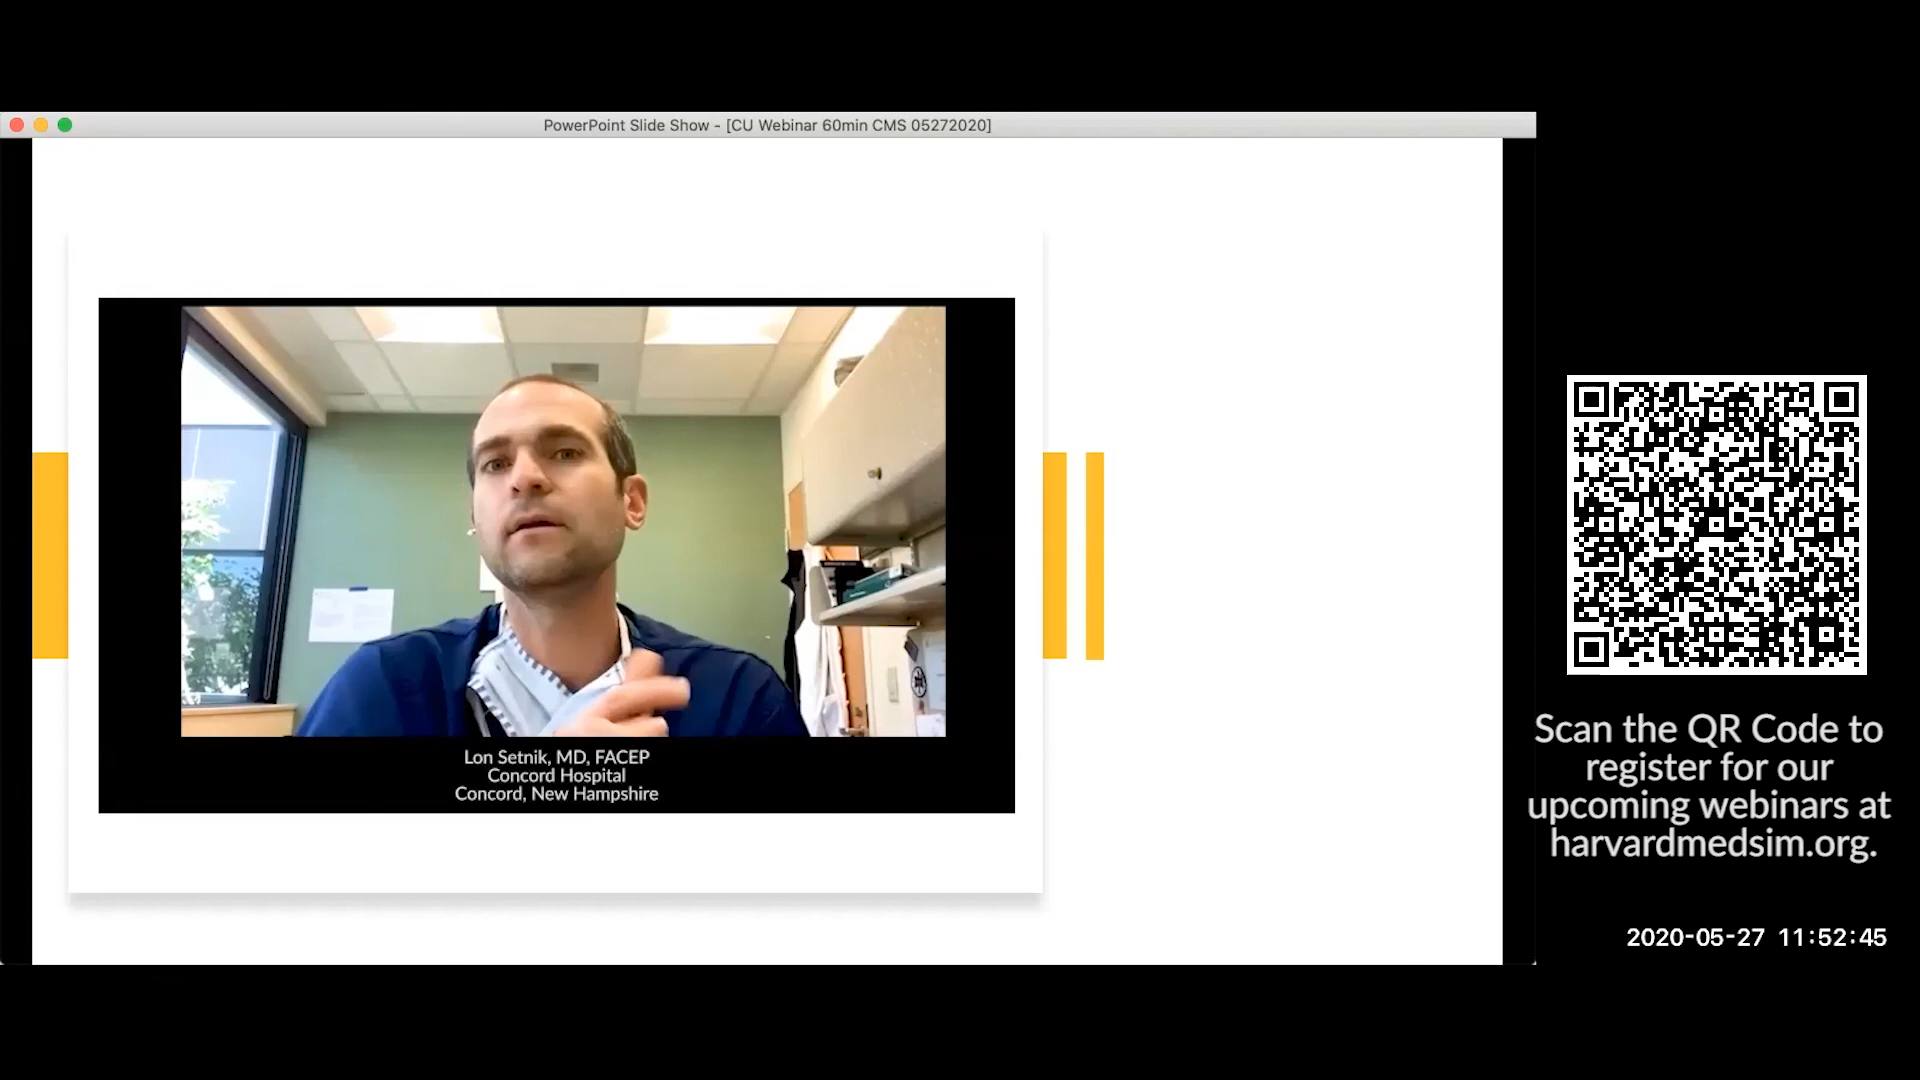 PowerPoint Slide Show - [CU Webinar 60min CMS 05272020]
Lon Setnik, MD, FACEP
Concord Hospital
Concord, New Hampshire
Scan the QR Code to
register for our
upcoming webinars at
harvardmedsim.org.
2020-05-27 11:52:45